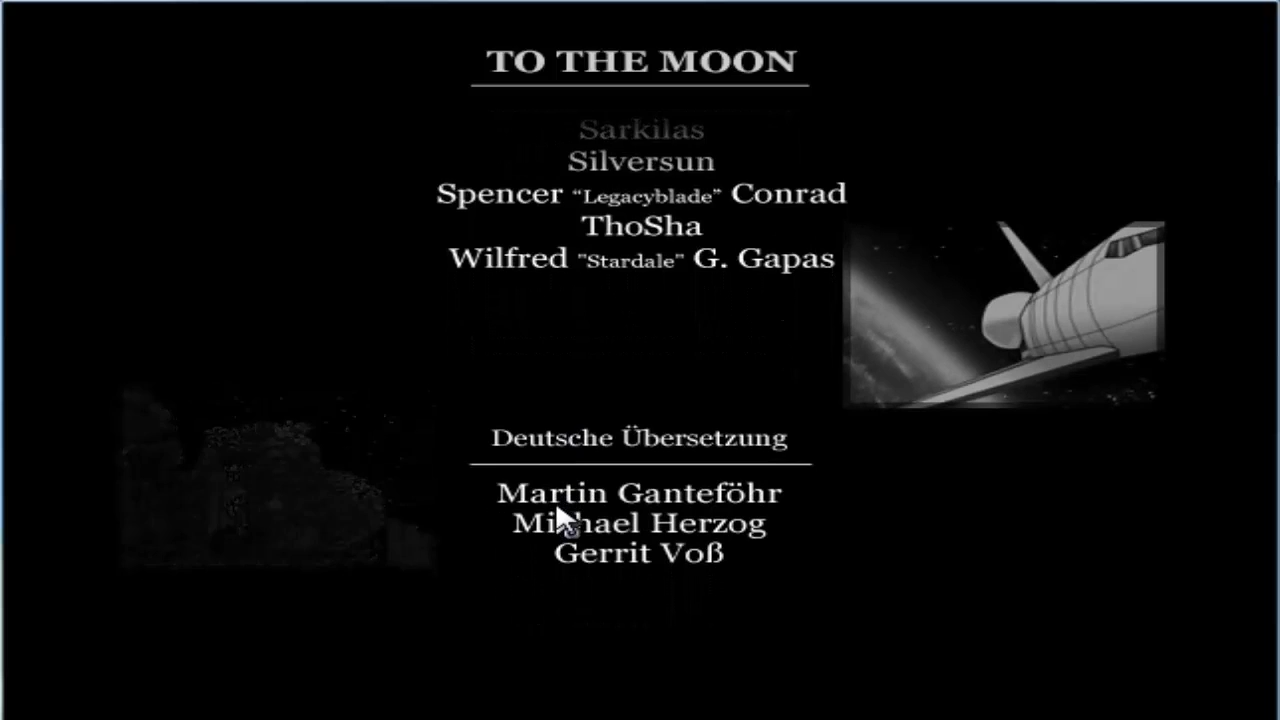 TO THE MOON
Sarkilas
Silversun
Spencer “Legacyblade” Conrad
ThoSha
Wilfred "Stardale" G. Gapas
Deutsche Übersetzung
Martin Ganteföhr
Michael Herzog
Gerrit Voß